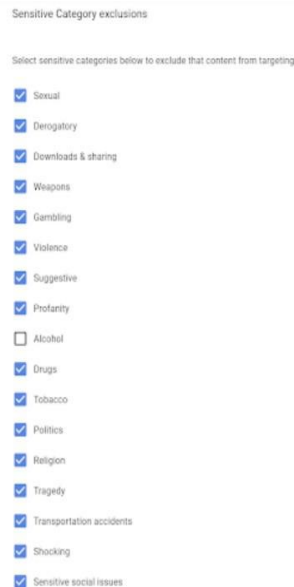 Sensitive Category exclusions
Select sensitive categories below to exclude that content from targeting
Sexual
Derogatory
Downloads & sharing
Weapons
Gambling
Violence
Suggestive
Profanity
Alcohol
Drugs
Tobacco
Politics
Religion
Tragedy
Transportation accidents
Shocking
Sensitive social issues